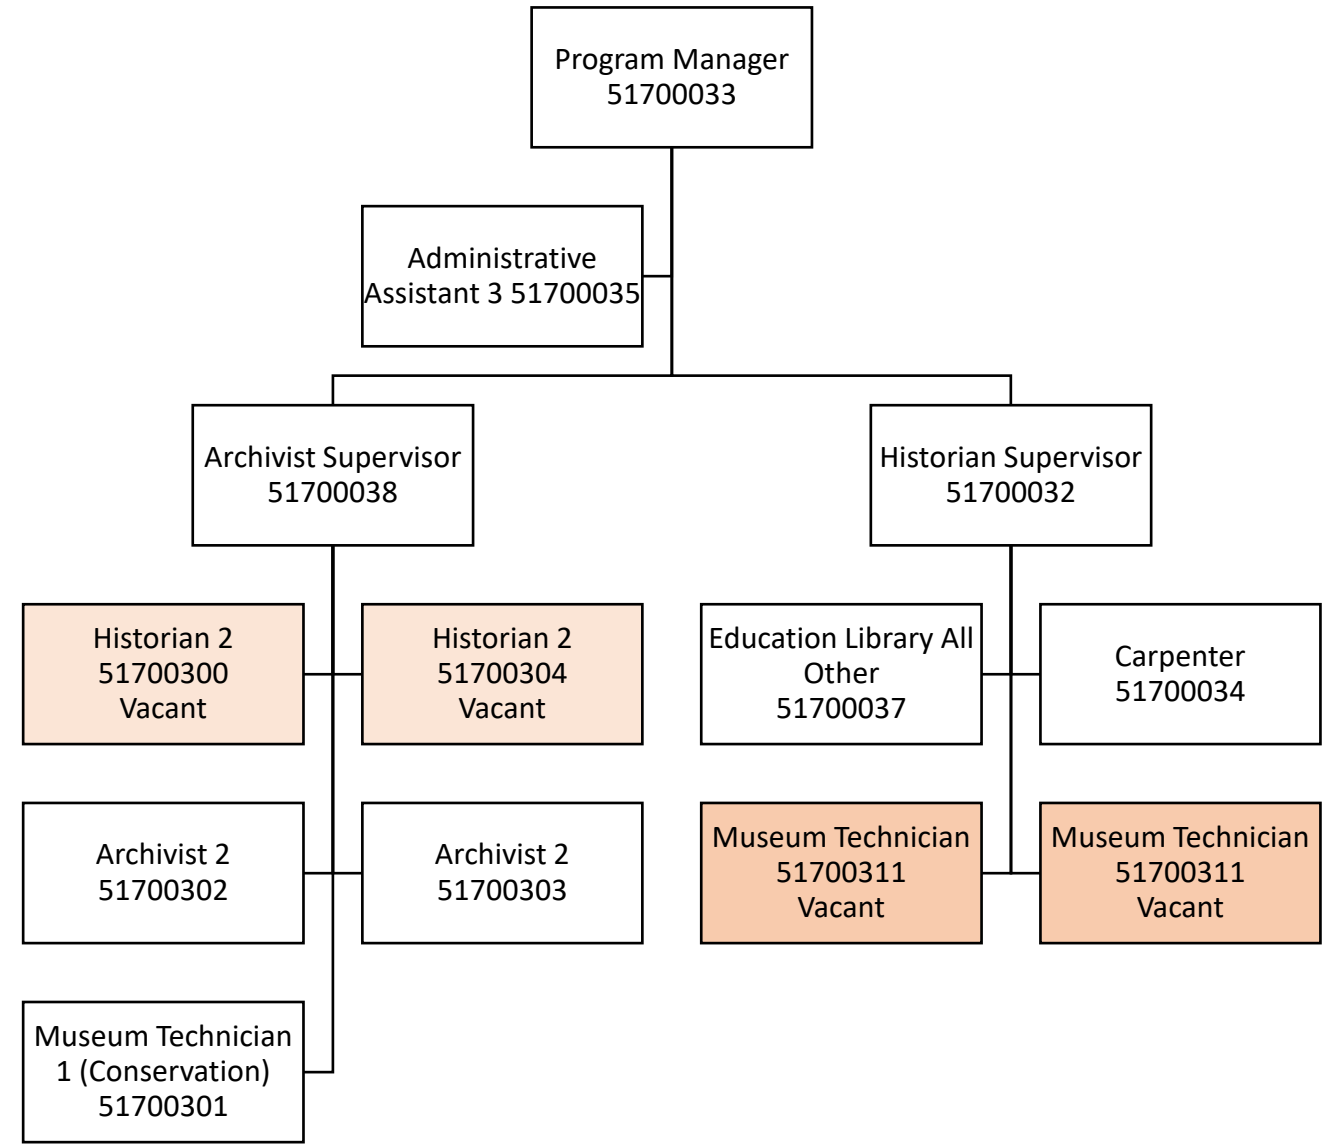 Program Manager
51700033
Administrative
Assistant 3 51700035
Archivist Supervisor
51700038
Historian Supervisor
51700032
Historian 2
51700300
Vacant
Historian 2
51700304
Vacant
Education Library All
Other
51700037
Carpenter
51700034
Archivist 2
51700302
Archivist 2
51700303
Museum Technician
51700311
Vacant
Museum Technician
51700311
Vacant
Museum Technician
1 (Conservation)
51700301